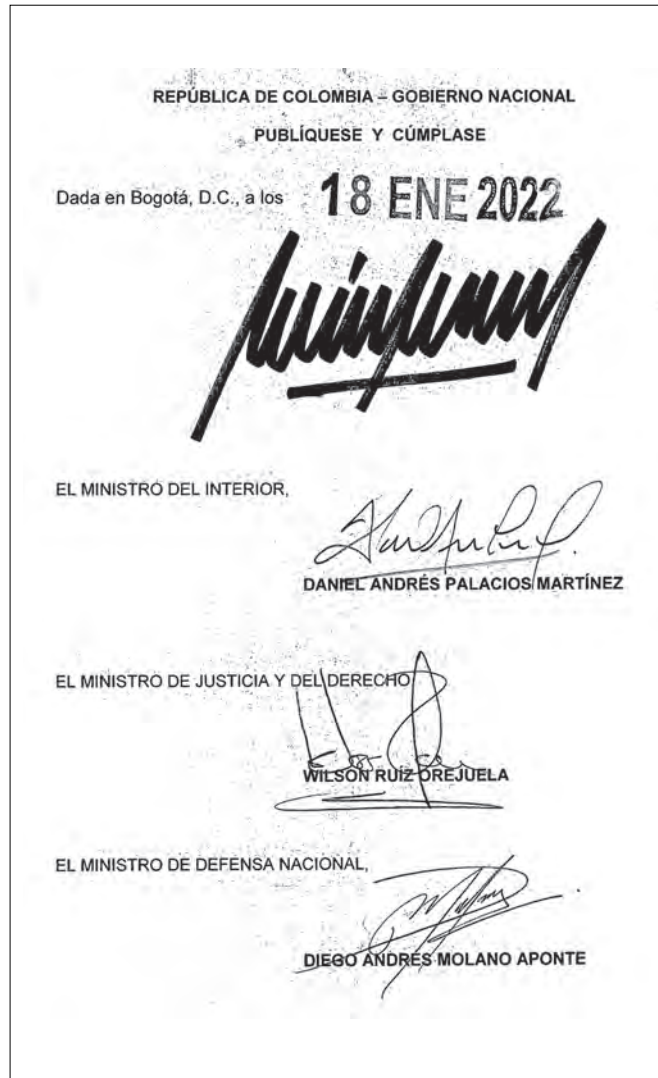 REPÚBLICA DE COLOMBIA – GOBIERNO NACIONAL
PUBLÍQUESE Y CÚMPLASE
Dada en Bogotá, D.C., a los 18 ENE 2022
EL MINISTRO DEL INTERIOR,
DANIEL ANDRÉS PALACIOS MARTÍNEZ
EL MINISTRO DE JUSTICIA Y DEL DERECHO
WILSON RUÍZ OREJUELA
EL MINISTRO DE DEFENSA NACIONAL,
DIEGO ANDRÉS MOLANO APONTE